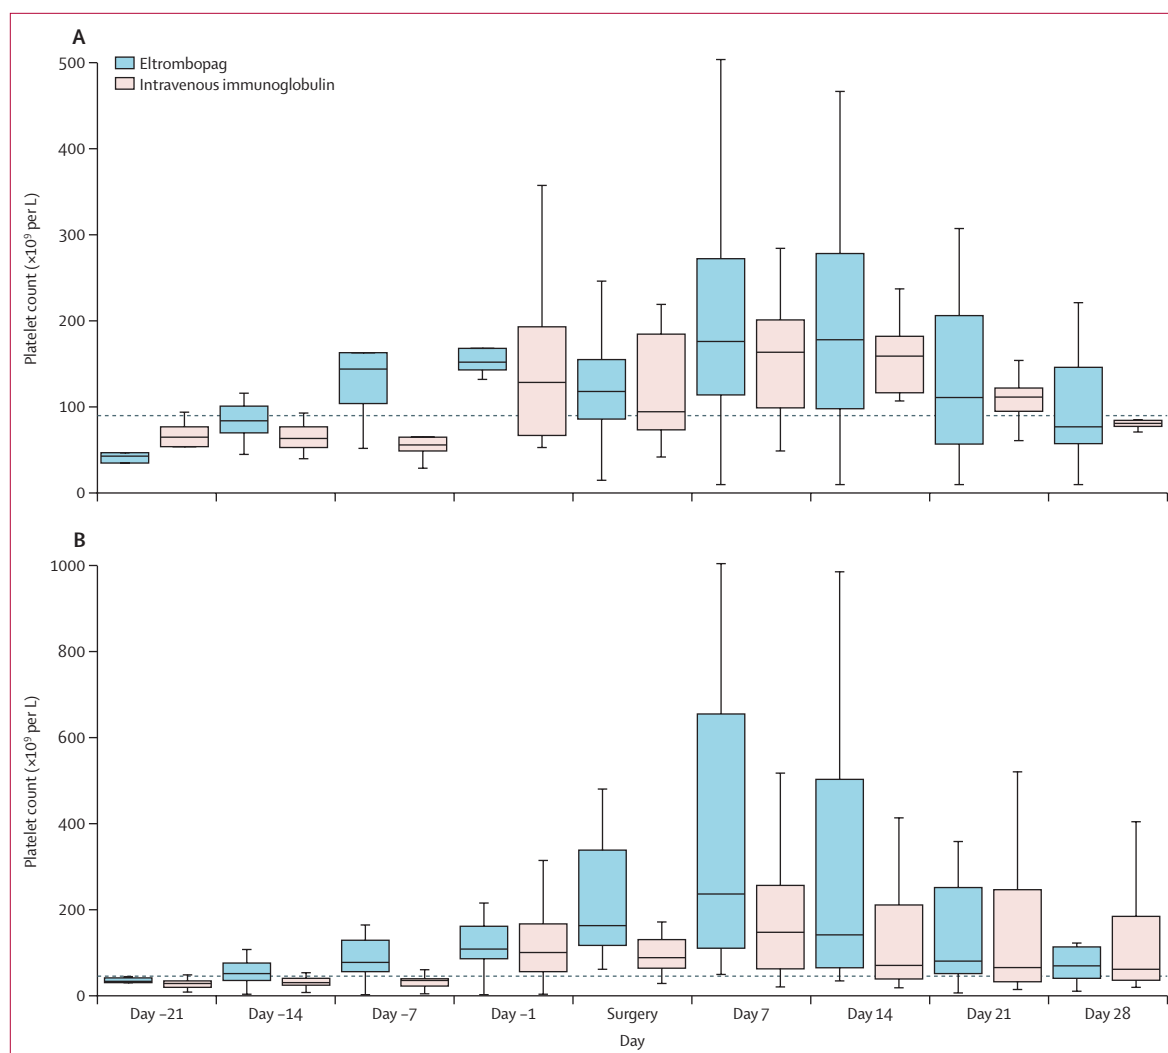 A
Eltrombopag
Intravenous immunoglobulin
Platelet count (×10⁹ per L)
500
400
300
200
100
0
B
Platelet count (×10⁹ per L)
1000
800
600
400
200
0
Day –21
Day –14
Day –7
Day –1
Surgery
Day 7
Day 14
Day 21
Day 28
Day